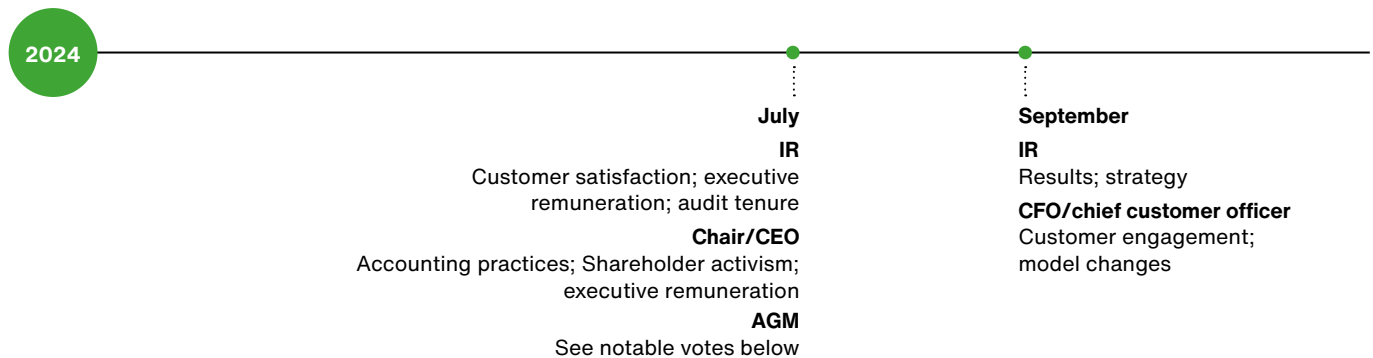 2024
July
IR
Customer satisfaction; executive
remuneration; audit tenure
Chair/CEO
Accounting practices; Shareholder activism;
executive remuneration
AGM
See notable votes below
September
IR
Results; strategy
CFO/chief customer officer
Customer engagement;
model changes